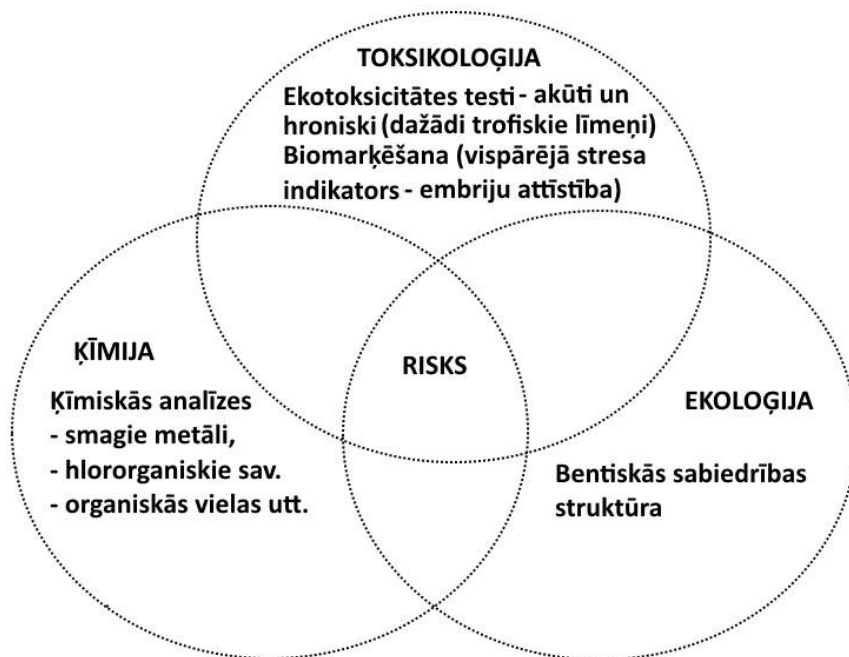 TOKSIKOLOĢIJA
Ekotoksicitātes testi - akūti un
hroniski (dažādi trofiskie līmeņi)
Biomarķēšana (vispārējā stresa
indikators - embriju attīstība)
ĶĪMIJA
Ķīmiskās analīzes
- smagie metāli,
- hlororganiskie sav.
- organiskās vielas utt.
RISKS
EKOLOĢIJA
Bentiskās sabiedrības
struktūra